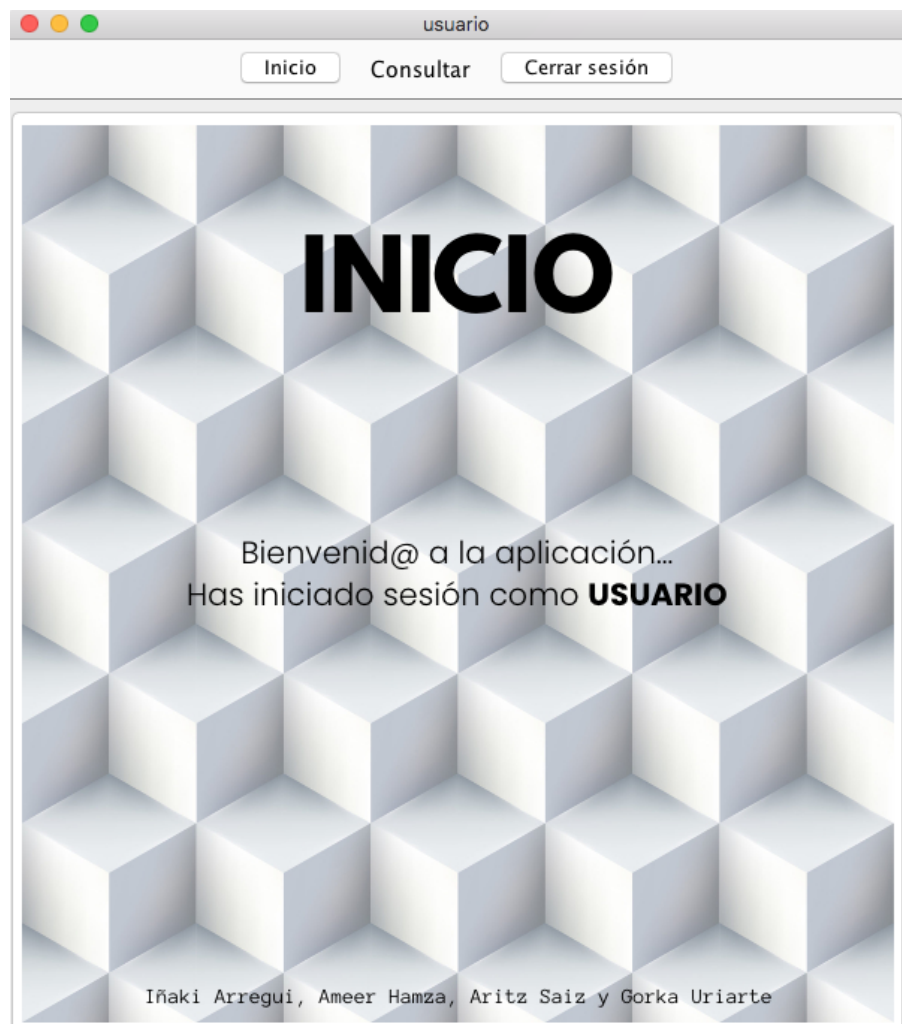 usuario
Inicio Consultar Cerrar sesión
INICIO
Bienvenid@ a la aplicación...
Has iniciado sesión como USUARIO
Iñaki Arregui, Ameer Hamza, Aritz Saiz y Gorka Uriarte